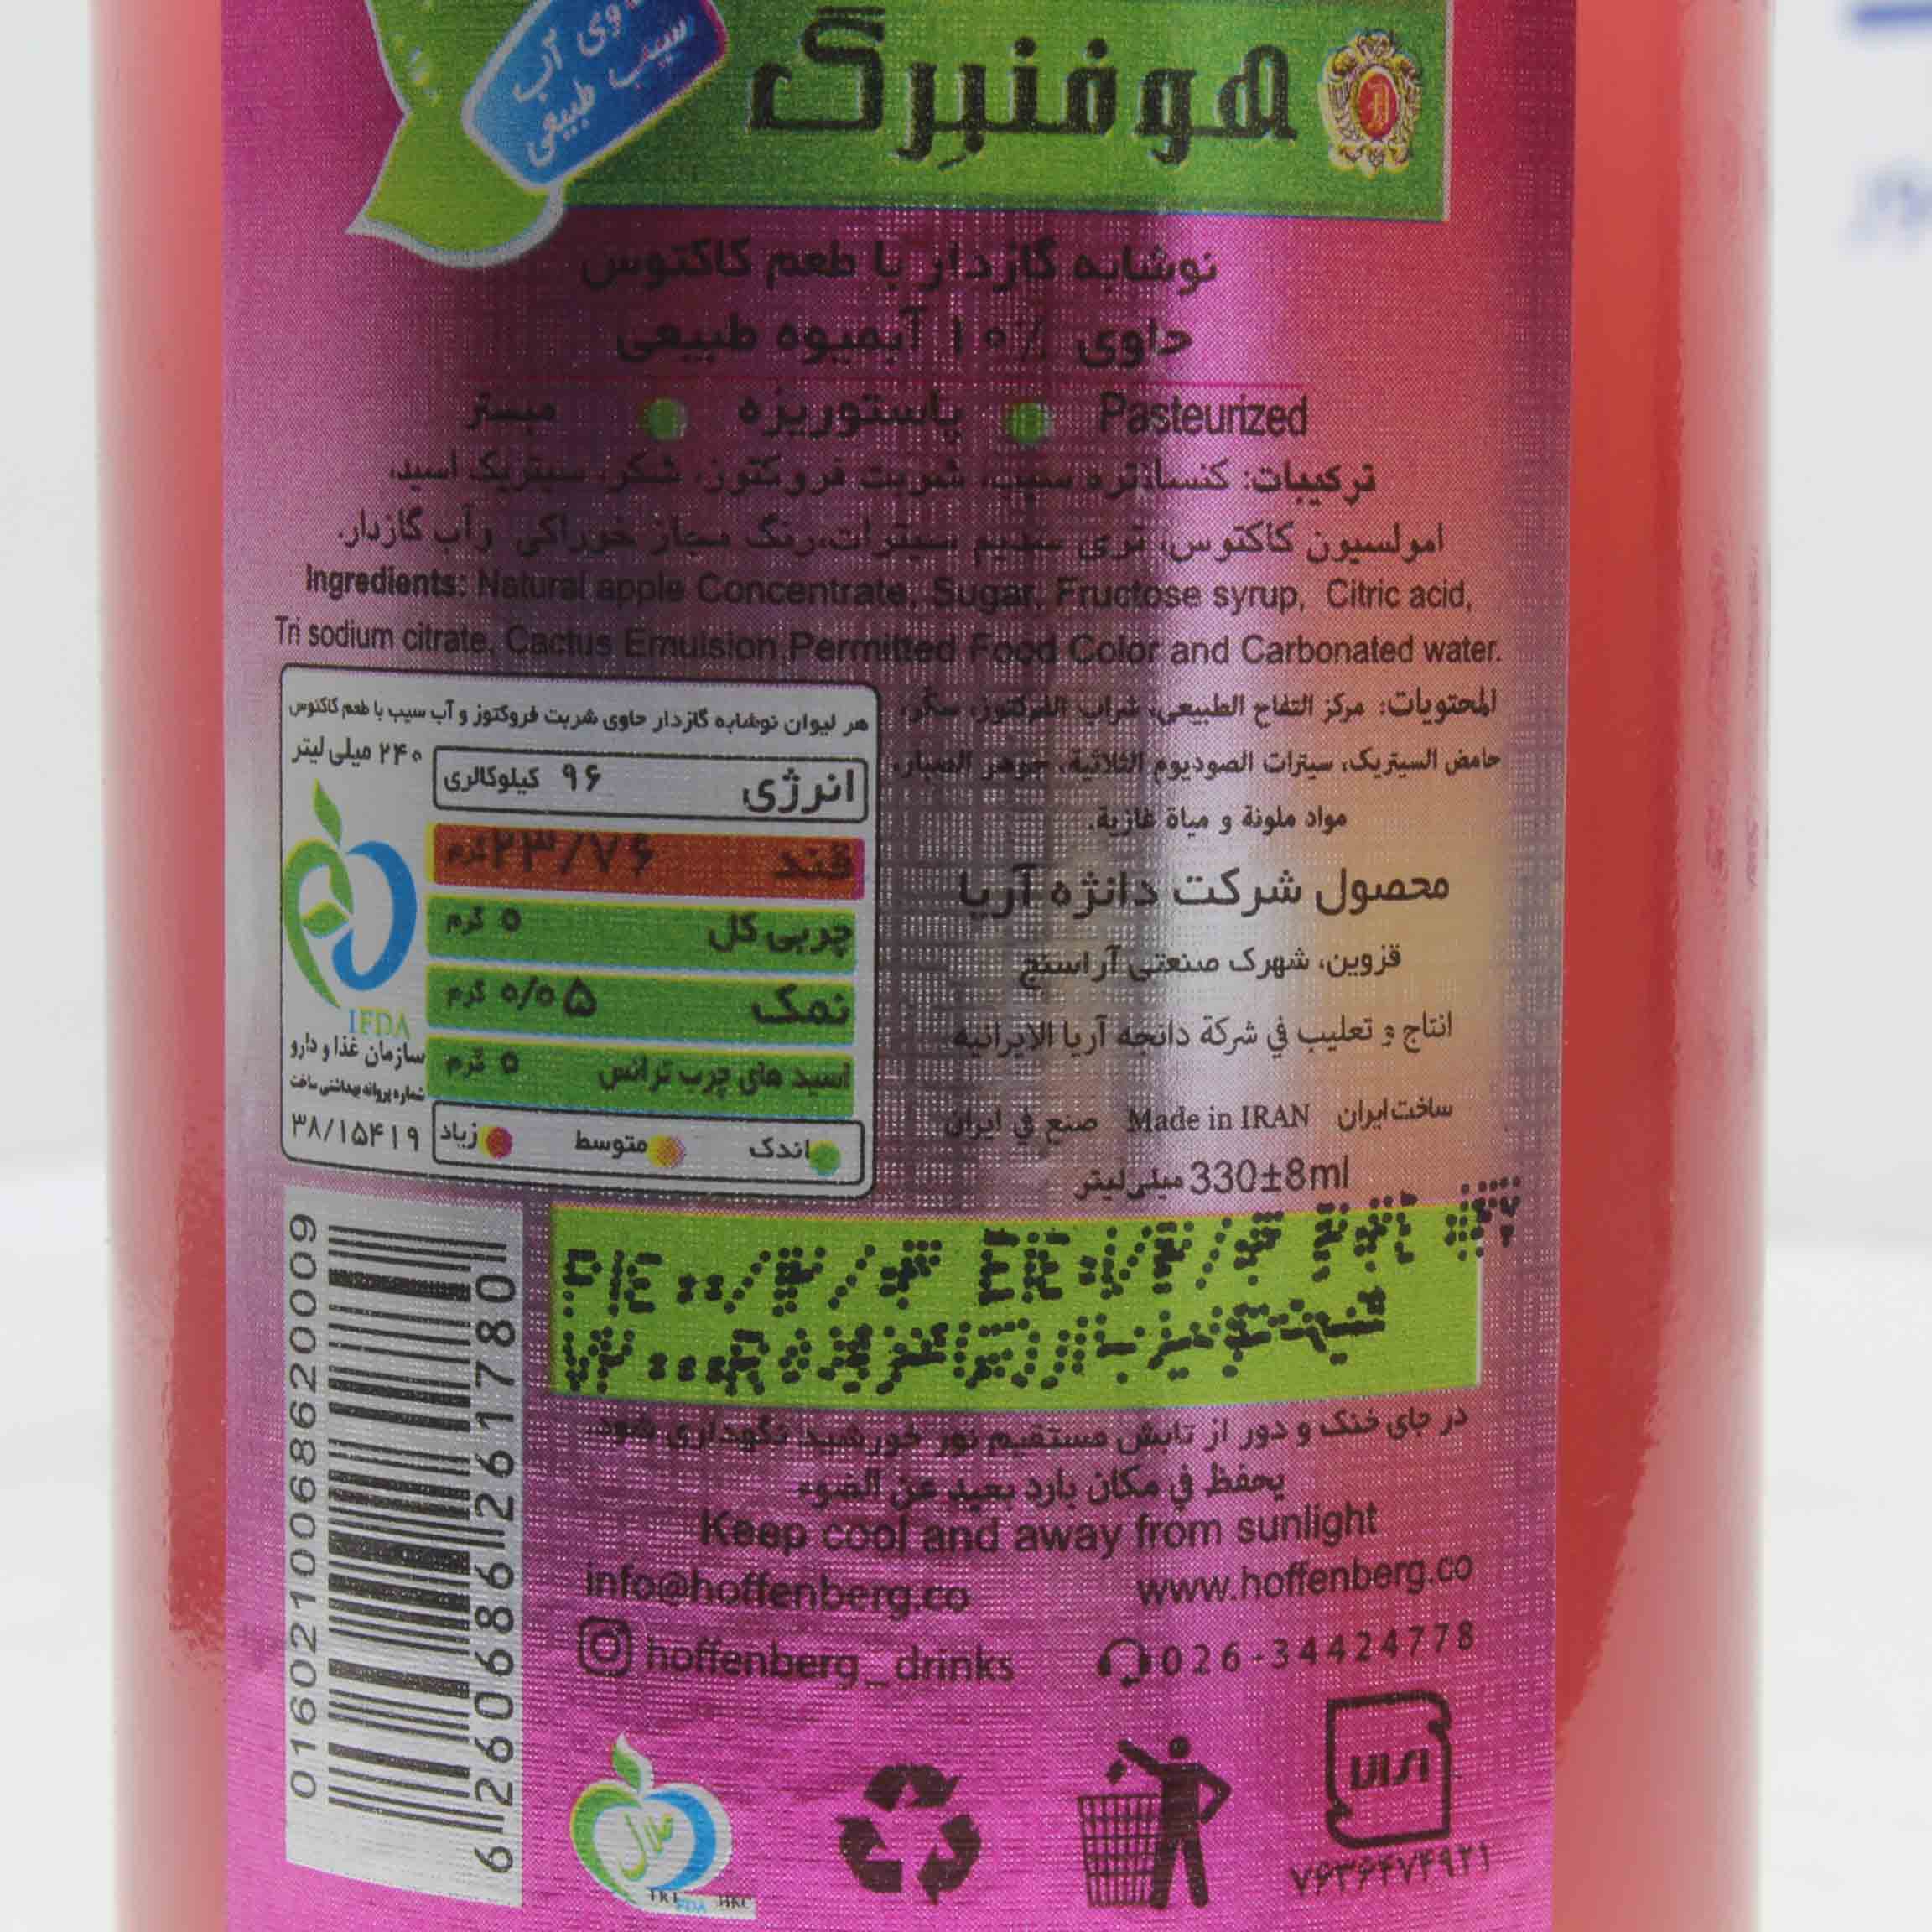 آب
سیب طبیعی
هوفنبرگ
نوشابه گازدار با طعم کاکتوس
حاوی ۱۰٪ آبمیوه طبیعی
Pasteurized پاستوریزه
ترکیبات: کنسانتره سیب، شربت فروکتوز، شکر، سیتریک اسید،
امولسیون کاکتوس، تری سدیم سیترات،رنگ مجاز خوراکی وآب گازدار.
Ingredients: Natural apple Concentrate, Sugar, Fructose syrup, Citric acid,
Tri sodium citrate, Cactus Emulsion,Permitted Food Color and Carbonated water.
المحتویات: مرکز التفاح الطبیعی، شراب الفرکتوز، سکّر،
حامض السیتریک، سیترات الصودیوم الثلاثیة، جوهر الصبار،
مواد ملونة و میاة غازیة.
محصول شرکت دانژه آریا
قزوین، شهرک صنعتی آراسنج
انتاج و تعلیب في شرکة دانجه آریا الایرانیه
ساخت ایران Made in IRAN صنع في ایران
330±8ml میلی‌لیتر
هر لیوان نوشابه گازدار حاوی شربت فروکتوز و آب سیب با طعم کاکتوس
۲۴۰ میلی لیتر
انرژی ۹۶ کیلوکالری
قند ۲۳/۷۶ گرم
چربی کل ۰ گرم
نمک ۰/۰۵ گرم
اسید های چرب ترانس ۰ گرم
اندک متوسط زیاد
IFDA
سازمان غذا و دارو
شماره پروانه بهداشتی ساخت
۳۸/۱۵۴۱۹
0160210068620009
6260686261780
در جای خنک و دور از تابش مستقیم نور خورشید نگهداری شود.
یحفظ في مکان بارد بعید عن الضوء
Keep cool and away from sunlight
info@hoffenberg.co www.hoffenberg.co
hoffenberg_drinks 026-34424778
حلال